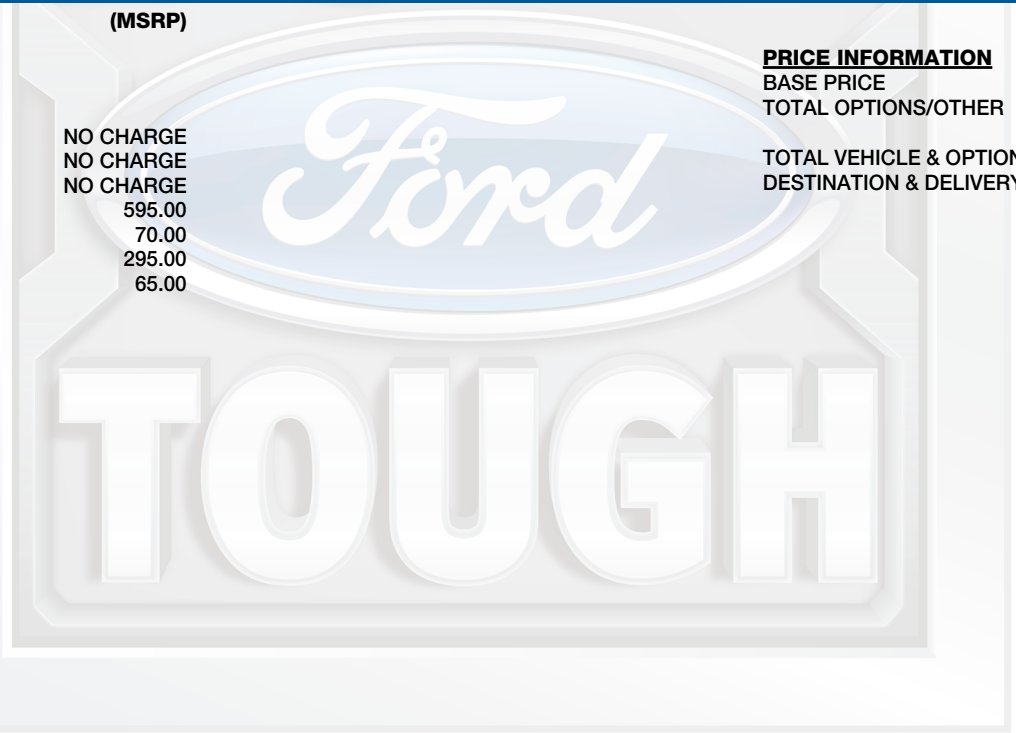 (MSRP)
NO CHARGE
NO CHARGE
NO CHARGE
595.00
70.00
295.00
65.00
PRICE INFORMATION
BASE PRICE
TOTAL OPTIONS/OTHER
TOTAL VEHICLE & OPTION
DESTINATION & DELIVERY
Ford
TOUGH